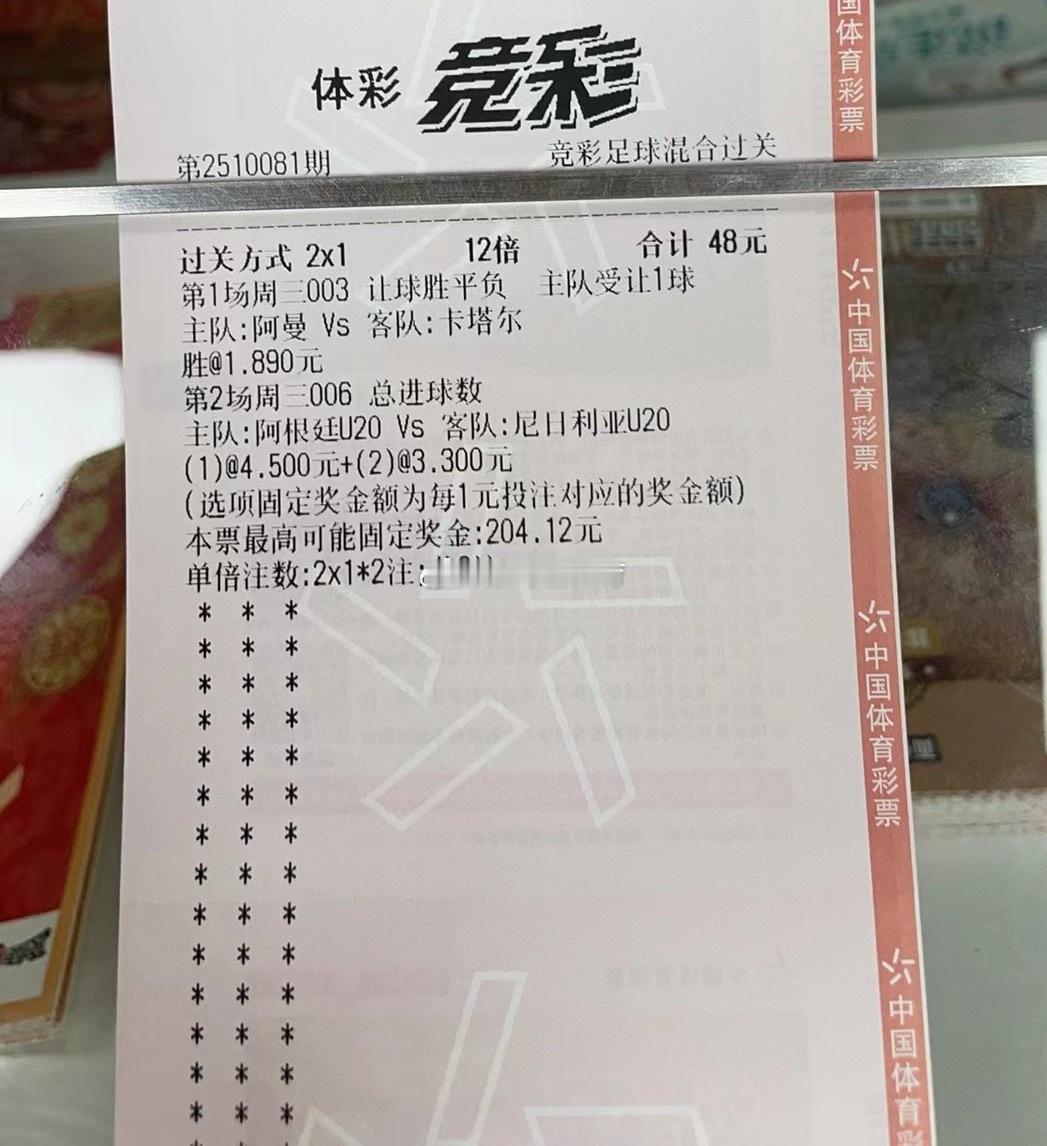 体彩 竞彩
第2510081期 竞彩足球混合过关
过关方式 2x1 12倍 合计 48元
第1场周三003 让球胜平负 主队受让1球
主队:阿曼 Vs 客队:卡塔尔
胜@1.890元
第2场周三006 总进球数
主队:阿根廷U20 Vs 客队:尼日利亚U20
(1)@4.500元+(2)@3.300元
(选项固定奖金额为每1元投注对应的奖金额)
本票最高可能固定奖金:204.12元
单倍注数:2x1*2注;
* * *
* * *
* * *
* * *
* * *
* * *
* * *
* * *
* * *
* * *
* * *
* * *
* * *
* * *
国体育彩票
中国体育彩票
中国体育彩票
中国体育彩